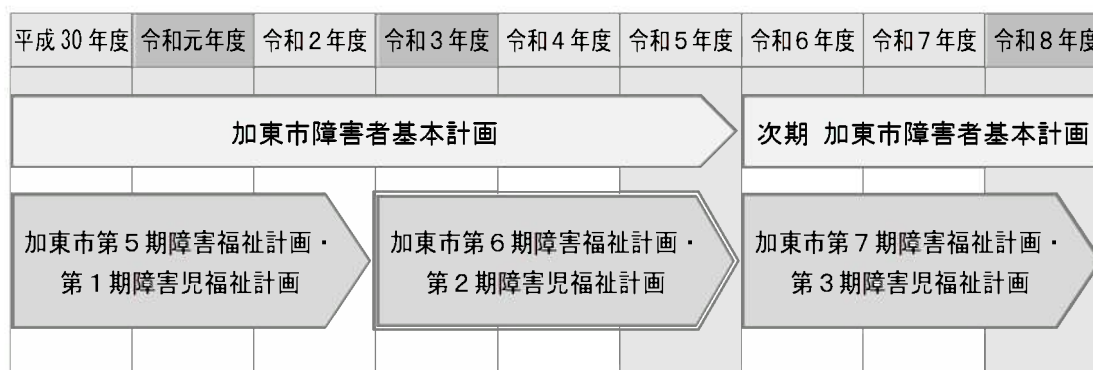 平成30年度 令和元年度 令和2年度 令和3年度 令和4年度 令和5年度 令和6年度 令和7年度 令和8年度
加東市障害者基本計画 次期 加東市障害者基本計画
加東市第5期障害福祉計画・
第1期障害児福祉計画
加東市第6期障害福祉計画・
第2期障害児福祉計画
加東市第7期障害福祉計画・
第3期障害児福祉計画